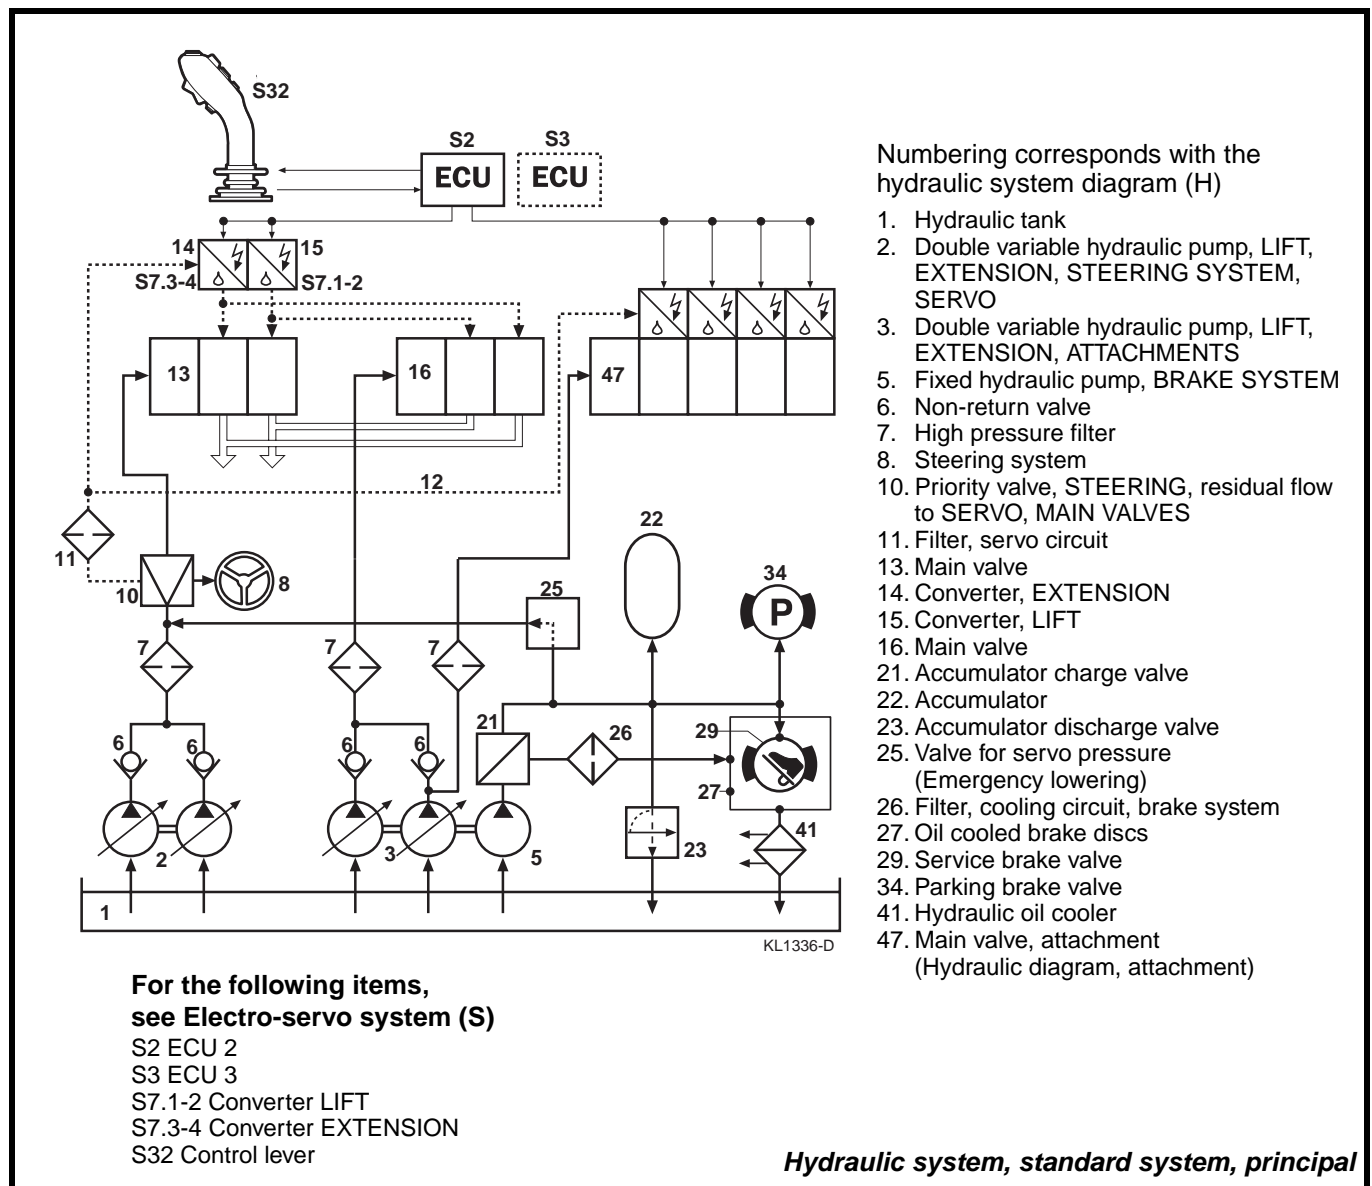 S32
S2
S3
ECU
ECU
14
15
S7.3-4
S7.1-2
13
16
47
12
11
10
8
22
25
34
P
7
7
7
21
26
29
27
6
6
6
6
2
3
5
23
41
1
KL1336-D
Numbering corresponds with the
hydraulic system diagram (H)
1. Hydraulic tank
2. Double variable hydraulic pump, LIFT,
EXTENSION, STEERING SYSTEM,
SERVO
3. Double variable hydraulic pump, LIFT,
EXTENSION, ATTACHMENTS
5. Fixed hydraulic pump, BRAKE SYSTEM
6. Non-return valve
7. High pressure filter
8. Steering system
10. Priority valve, STEERING, residual flow
to SERVO, MAIN VALVES
11. Filter, servo circuit
13. Main valve
14. Converter, EXTENSION
15. Converter, LIFT
16. Main valve
21. Accumulator charge valve
22. Accumulator
23. Accumulator discharge valve
25. Valve for servo pressure
(Emergency lowering)
26. Filter, cooling circuit, brake system
27. Oil cooled brake discs
29. Service brake valve
34. Parking brake valve
41. Hydraulic oil cooler
47. Main valve, attachment
(Hydraulic diagram, attachment)
For the following items,
see Electro-servo system (S)
S2 ECU 2
S3 ECU 3
S7.1-2 Converter LIFT
S7.3-4 Converter EXTENSION
S32 Control lever
Hydraulic system, standard system, principal